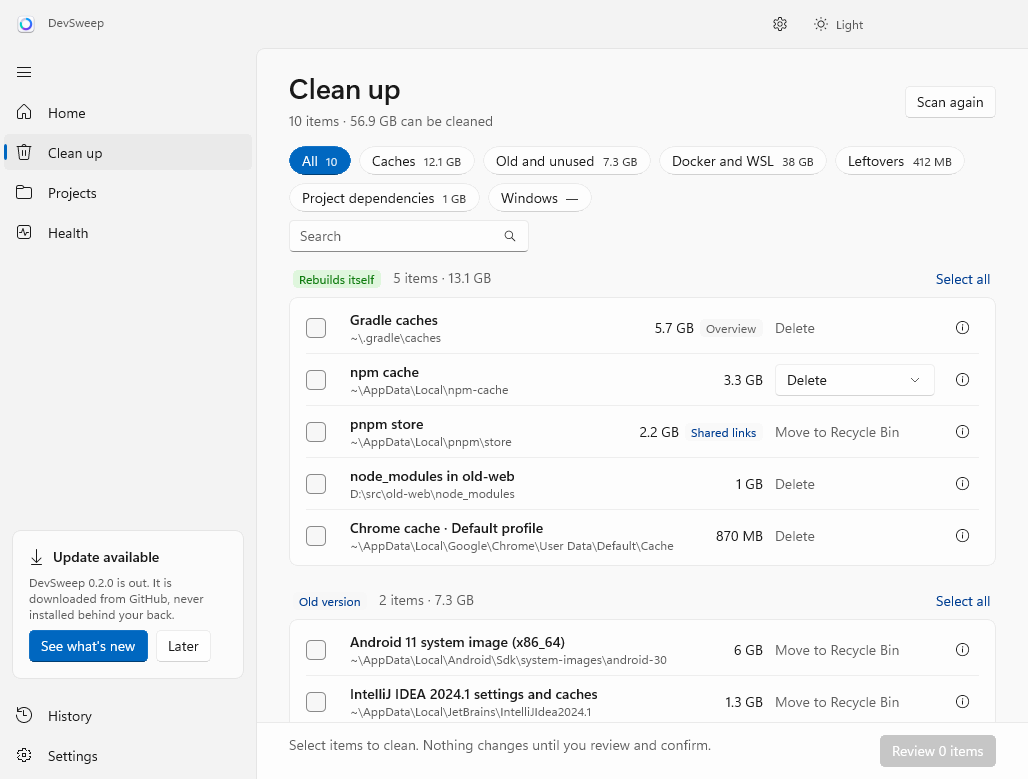 DevSweep
Light
Home
Clean up
Projects
Health
Update available
DevSweep 0.2.0 is out. It is
downloaded from GitHub, never
installed behind your back.
See what's new
Later
History
Settings
Clean up
10 items · 56.9 GB can be cleaned
Scan again
All 10
Caches 12.1 GB
Old and unused 7.3 GB
Docker and WSL 38 GB
Leftovers 412 MB
Project dependencies 1 GB
Windows —
Search
Rebuilds itself 5 items · 13.1 GB Select all
Gradle caches
~\.gradle\caches
5.7 GB Overview Delete
npm cache
~\AppData\Local\npm-cache
3.3 GB Delete
pnpm store
~\AppData\Local\pnpm\store
2.2 GB Shared links Move to Recycle Bin
node_modules in old-web
D:\src\old-web\node_modules
1 GB Delete
Chrome cache · Default profile
~\AppData\Local\Google\Chrome\User Data\Default\Cache
870 MB Delete
Old version 2 items · 7.3 GB Select all
Android 11 system image (x86_64)
~\AppData\Local\Android\Sdk\system-images\android-30
6 GB Move to Recycle Bin
IntelliJ IDEA 2024.1 settings and caches
~\AppData\Local\JetBrains\IntelliJIdea2024.1
1.3 GB Move to Recycle Bin
Select items to clean. Nothing changes until you review and confirm.
Review 0 items